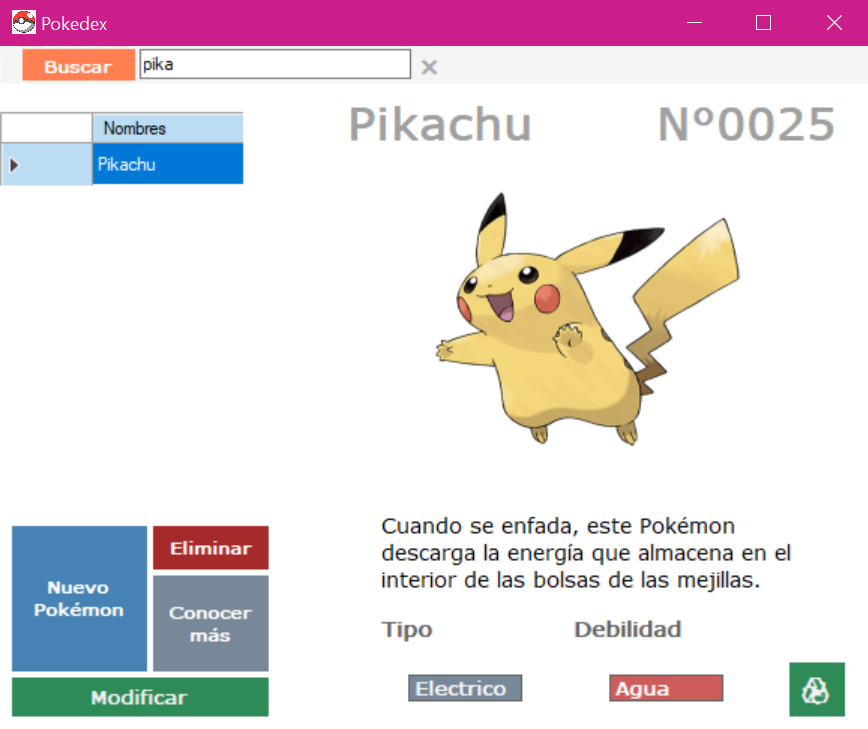 Pokedex
Buscar
pika
Nombres
Pikachu
Pikachu
Nº0025
Cuando se enfada, este Pokémon
descarga la energía que almacena en el
interior de las bolsas de las mejillas.
Tipo
Debilidad
Electrico
Agua
Nuevo
Pokémon
Eliminar
Conocer
más
Modificar